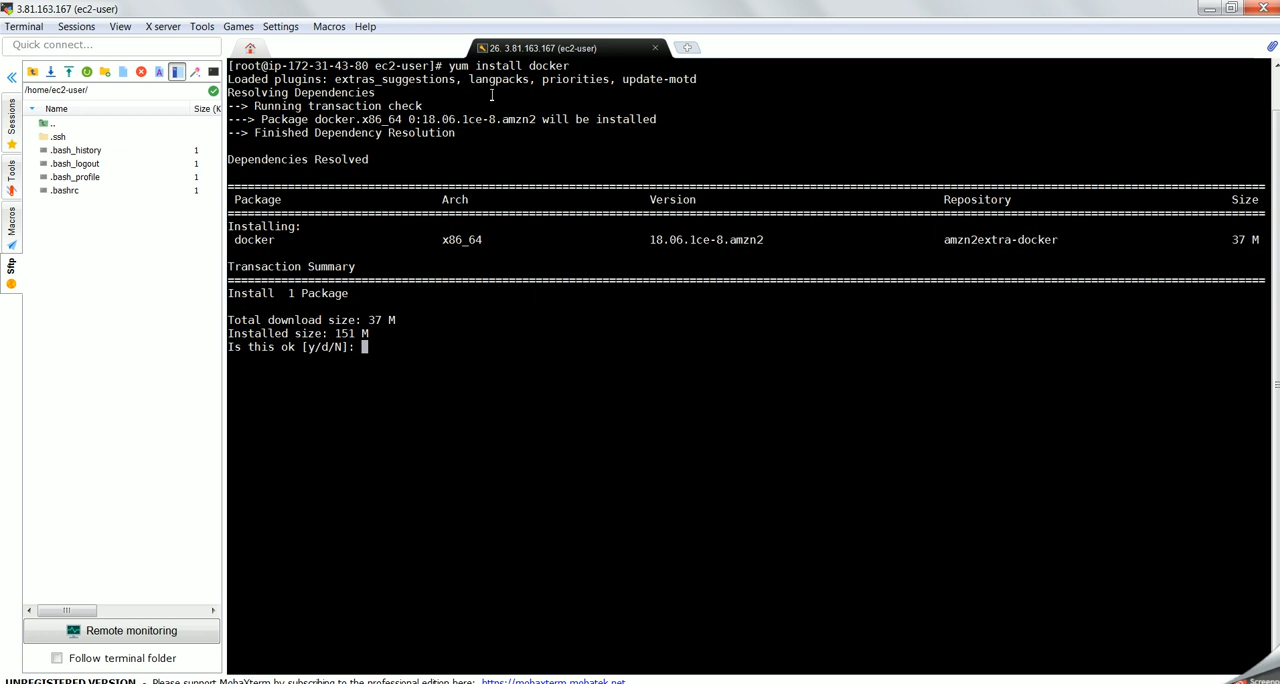 3.81.163.167 (ec2-user)
Terminal Sessions View X server Tools Games Settings Macros Help
Quick connect...
26. 3.81.163.167 (ec2-user)
/home/ec2-user/
Name Size (K
..
.ssh
.bash_history 1
.bash_logout 1
.bash_profile 1
.bashrc 1
Sessions
Tools
Macros
Sftp
Remote monitoring
Follow terminal folder
[root@ip-172-31-43-80 ec2-user]# yum install docker
Loaded plugins: extras_suggestions, langpacks, priorities, update-motd
Resolving Dependencies
--> Running transaction check
---> Package docker.x86_64 0:18.06.1ce-8.amzn2 will be installed
--> Finished Dependency Resolution
Dependencies Resolved
Package Arch Version Repository Size
Installing:
docker x86_64 18.06.1ce-8.amzn2 amzn2extra-docker 37 M
Transaction Summary
Install 1 Package
Total download size: 37 M
Installed size: 151 M
Is this ok [y/d/N]:
UNREGISTERED VERSION - Please support MobaXterm by subscribing to the professional edition here: https://mobaxterm.mobatek.net